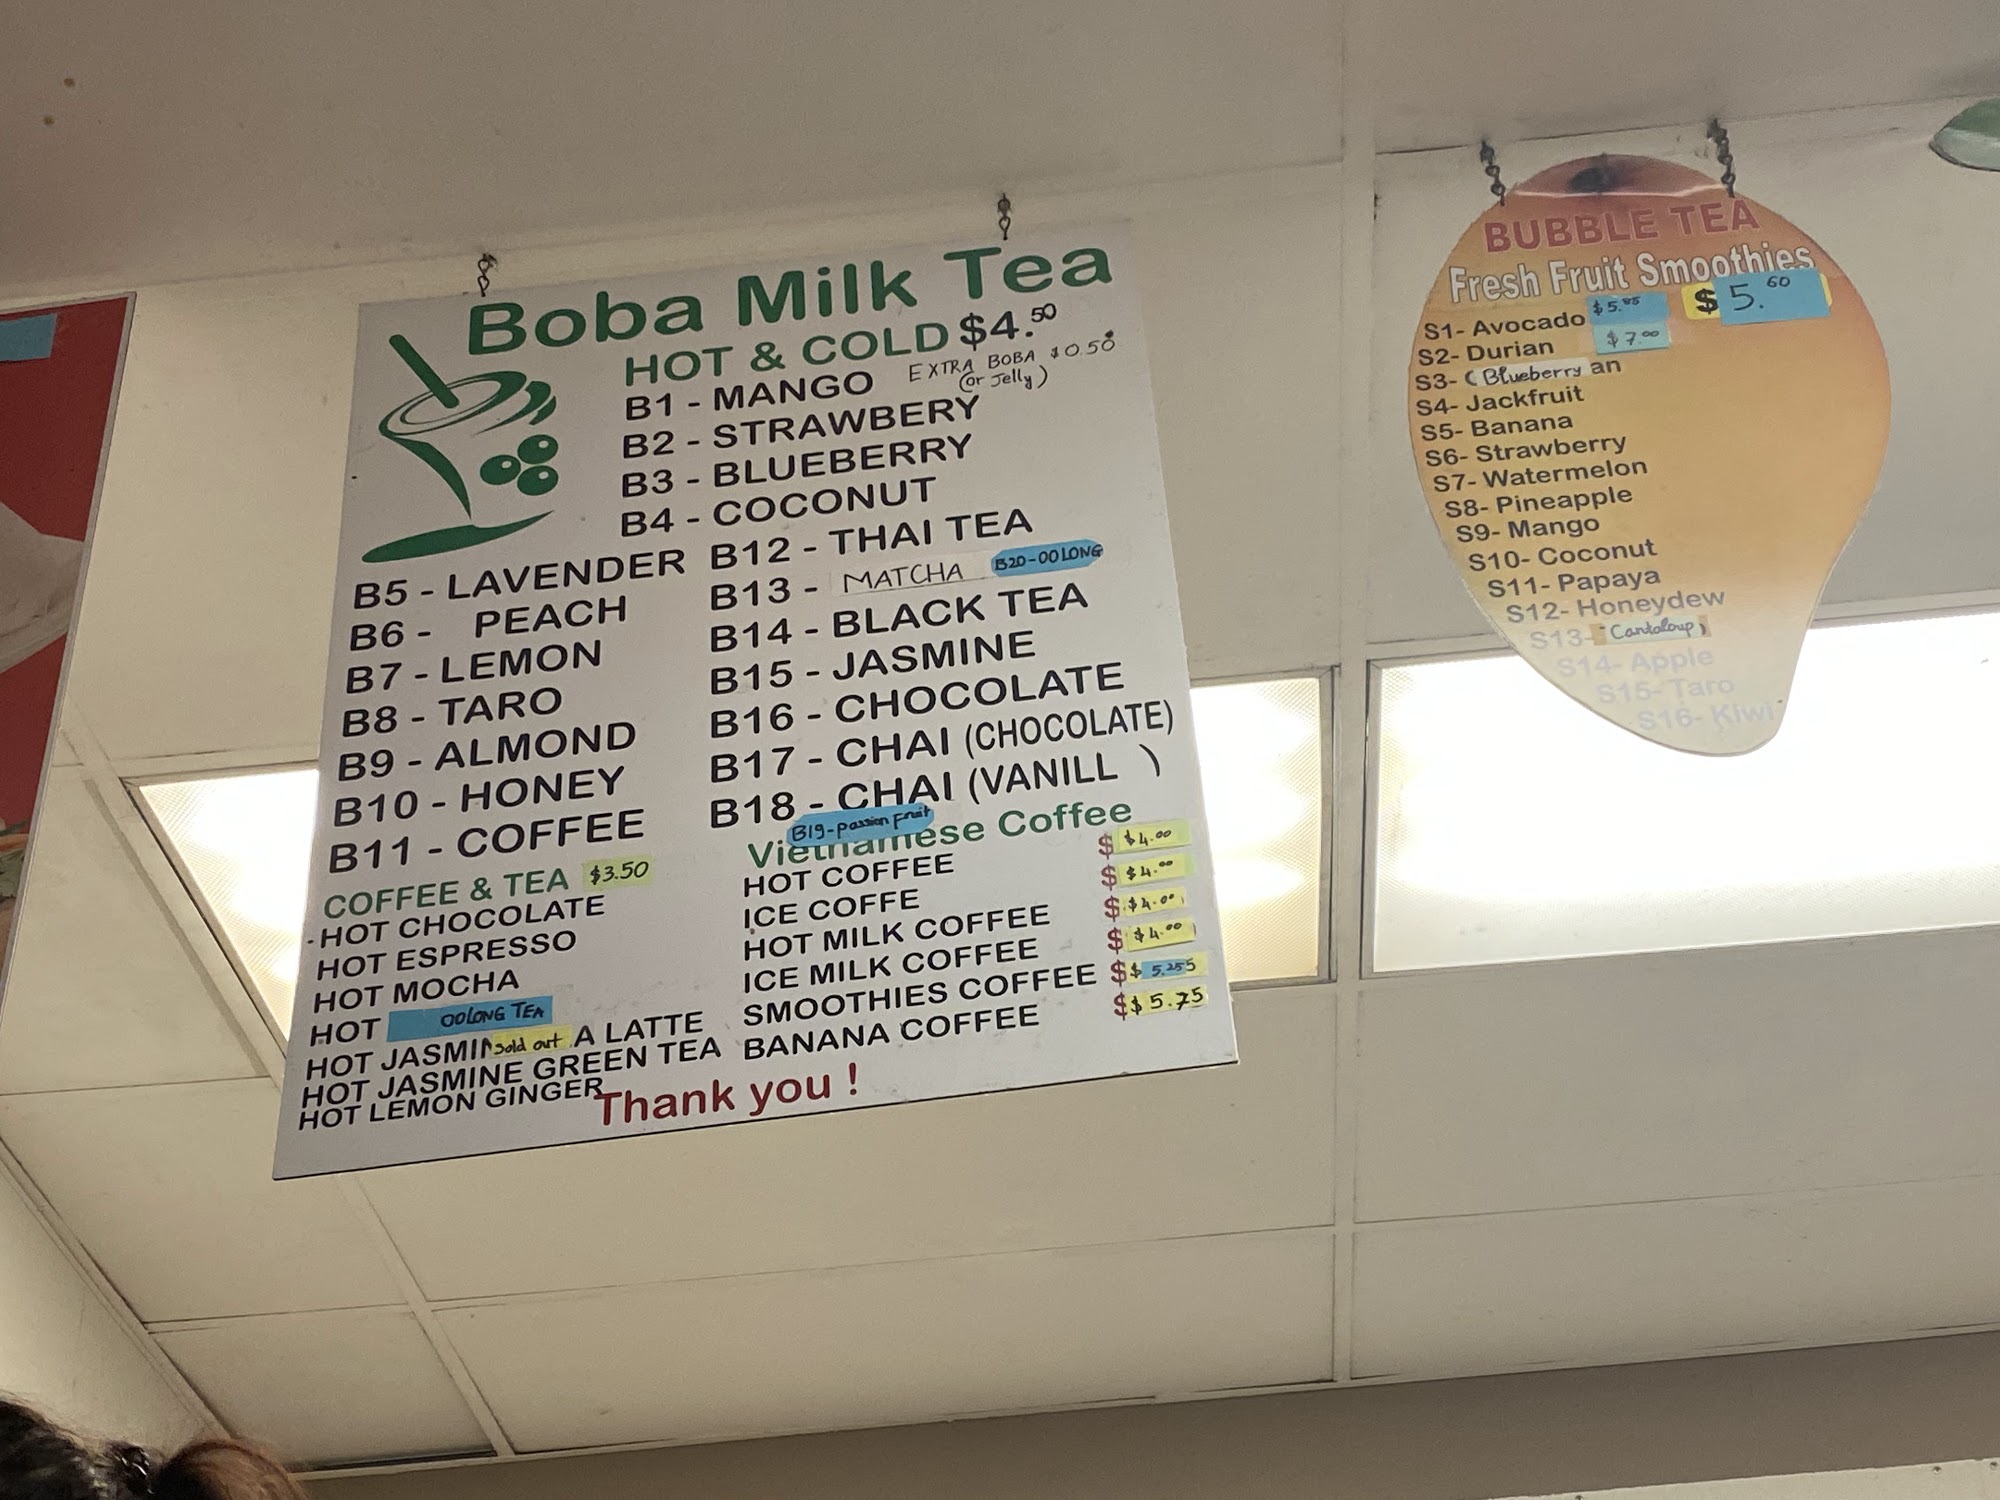 Boba Milk Tea
HOT & COLD $4.50
EXTRA BOBA $0.50
(or Jelly)
B1 - MANGO
B2 - STRAWBERY
B3 - BLUEBERRY
B4 - COCONUT
B5 - LAVENDER
B6 - PEACH
B7 - LEMON
B8 - TARO
B9 - ALMOND
B10 - HONEY
B11 - COFFEE
B12 - THAI TEA
B13 - MATCHA
B20-OOLONG
B14 - BLACK TEA
B15 - JASMINE
B16 - CHOCOLATE
B17 - CHAI (CHOCOLATE)
B18 - CHAI (VANILL )
B19-passion fruit
COFFEE & TEA $3.50
HOT CHOCOLATE
HOT ESPRESSO
HOT MOCHA
HOT OOLONG TEA
HOT JASMIN sold out A LATTE
HOT JASMINE GREEN TEA
HOT LEMON GINGER
Vietnamese Coffee
HOT COFFEE $ $4.00
ICE COFFE $ $4.00
HOT MILK COFFEE $ $4.00
ICE MILK COFFEE $ $4.00
SMOOTHIES COFFEE $ $ 5.25
BANANA COFFEE $ $5.75
Thank you !
BUBBLE TEA
Fresh Fruit Smoothies
$5.60
S1- Avocado $5.85
S2- Durian $7.00
S3- (Blueberry an
S4- Jackfruit
S5- Banana
S6- Strawberry
S7- Watermelon
S8- Pineapple
S9- Mango
S10- Coconut
S11- Papaya
S12- Honeydew
S13- Cantaloup
S14- Apple
S15- Taro
S16- Kiwi